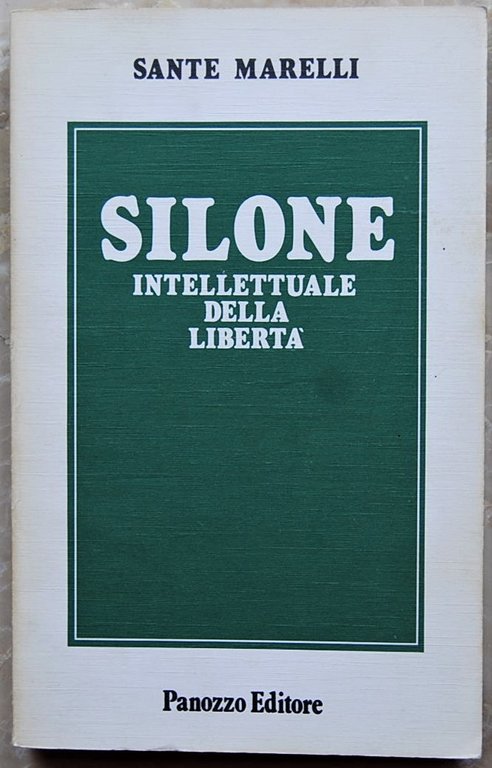 SANTE MARELLI
SILONE
INTELLETTUALE
DELLA
LIBERTÀ
Panozzo Editore